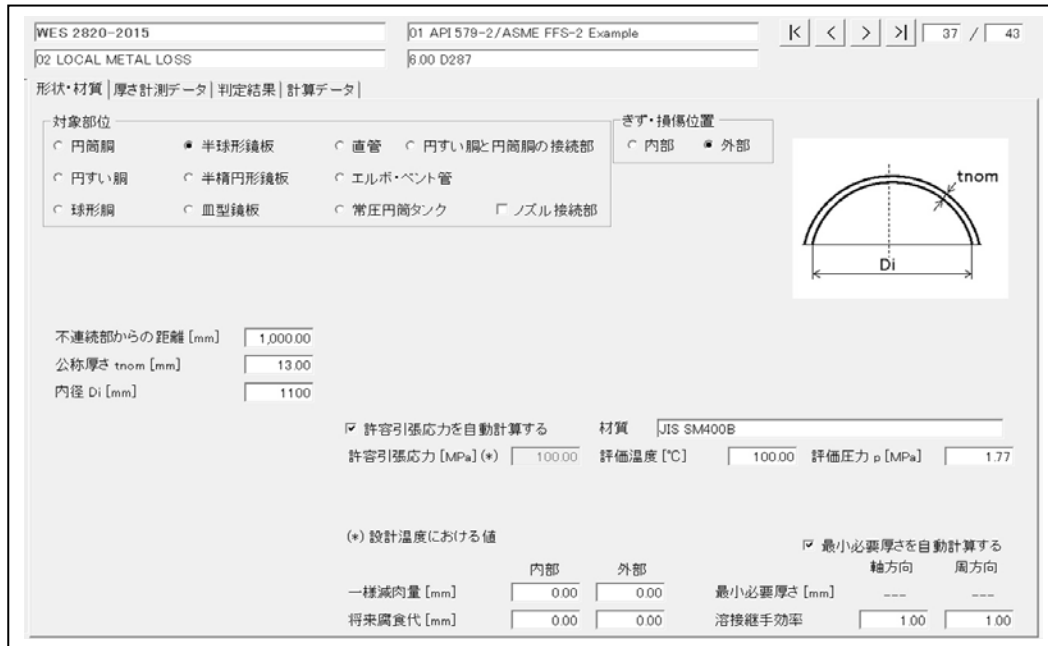 WES 2820-2015 01 API 579-2/ASME FFS-2 Example |< < > >| 37 / 43
02 LOCAL METAL LOSS 6.00 D287
形状・材質 厚さ計測データ 判定結果 計算データ
対象部位 きず・損傷位置
円筒胴 半球形鏡板 直管 円すい胴と円筒胴の接続部 内部 外部
円すい胴 半楕円形鏡板 エルボ・ベント管
球形胴 皿型鏡板 常圧円筒タンク ノズル接続部
tnom
Di
不連続部からの距離 [mm] 1,000.00
公称厚さ tnom [mm] 13.00
内径 Di [mm] 1100
許容引張応力を自動計算する 材質 JIS SM400B
許容引張応力 [MPa] (*) 100.00 評価温度 [℃] 100.00 評価圧力 p [MPa] 1.77
(*) 設計温度における値
最小必要厚さを自動計算する
内部 外部 軸方向 周方向
一様減肉量 [mm] 0.00 0.00 最小必要厚さ [mm] --- ---
将来腐食代 [mm] 0.00 0.00 溶接継手効率 1.00 1.00